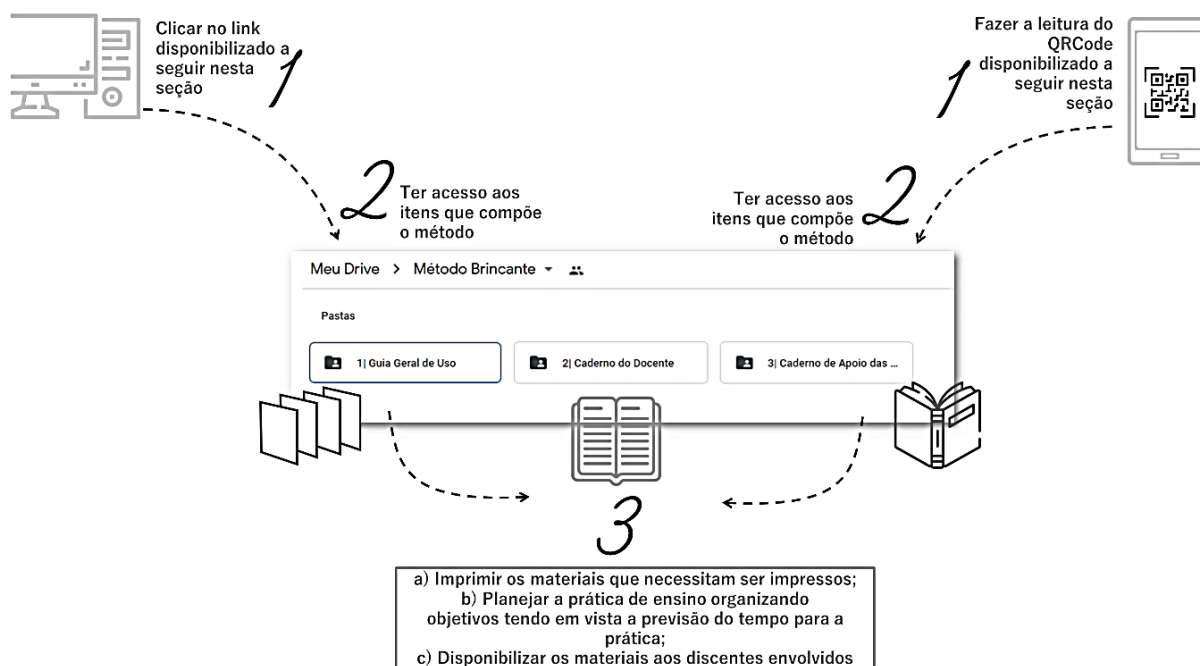 Clicar no link
disponibilizado a
seguir nesta
seção
1
Fazer a leitura do
QRCode
disponibilizado a
seguir nesta
seção
1
2
Ter acesso aos
itens que compõe
o método
Ter acesso aos
itens que compõe
o método
2
Meu Drive > Método Brincante
Pastas
1| Guia Geral de Uso
2| Caderno do Docente
3| Caderno de Apoio das ...
3
a) Imprimir os materiais que necessitam ser impressos;
b) Planejar a prática de ensino organizando
objetivos tendo em vista a previsão do tempo para a
prática;
c) Disponibilizar os materiais aos discentes envolvidos